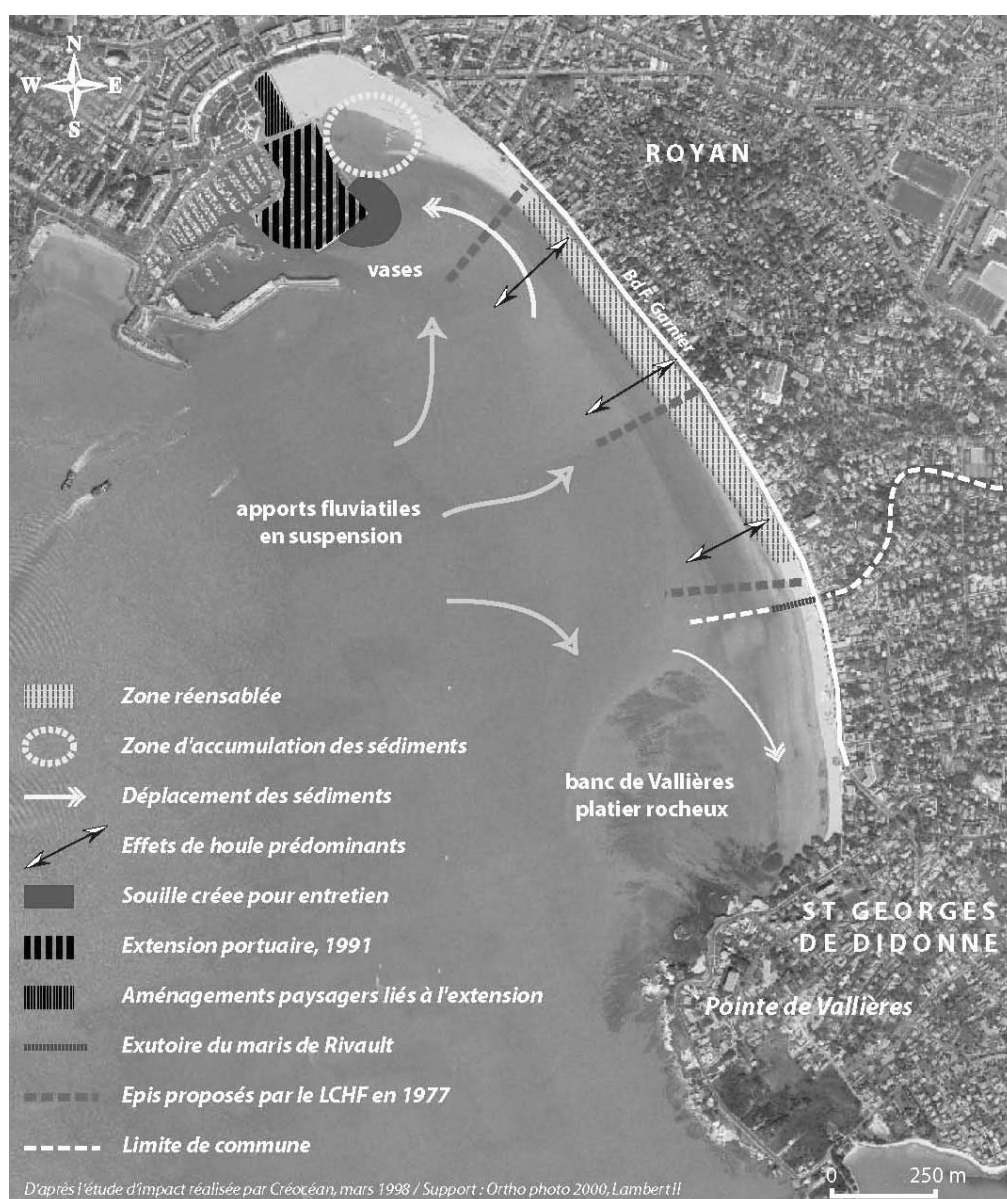 N
W E
S
ROYAN
Bd F. Garnier
vases
apports fluviatiles
en suspension
Zone réensablée
Zone d'accumulation des sédiments
Déplacement des sédiments
banc de Vallières
platier rocheux
Effets de houle prédominants
Souille créee pour entretien
ST GEORGES
DE DIDONNE
Extension portuaire, 1991
Aménagements paysagers liés à l'extension
Pointe de Vallières
Exutoire du maris de Rivault
Epis proposés par le LCHF en 1977
Limite de commune
0 250 m
D'après l'étude d'impact réalisée par Créocéan, mars 1998 / Support : Ortho photo 2000, Lambert II